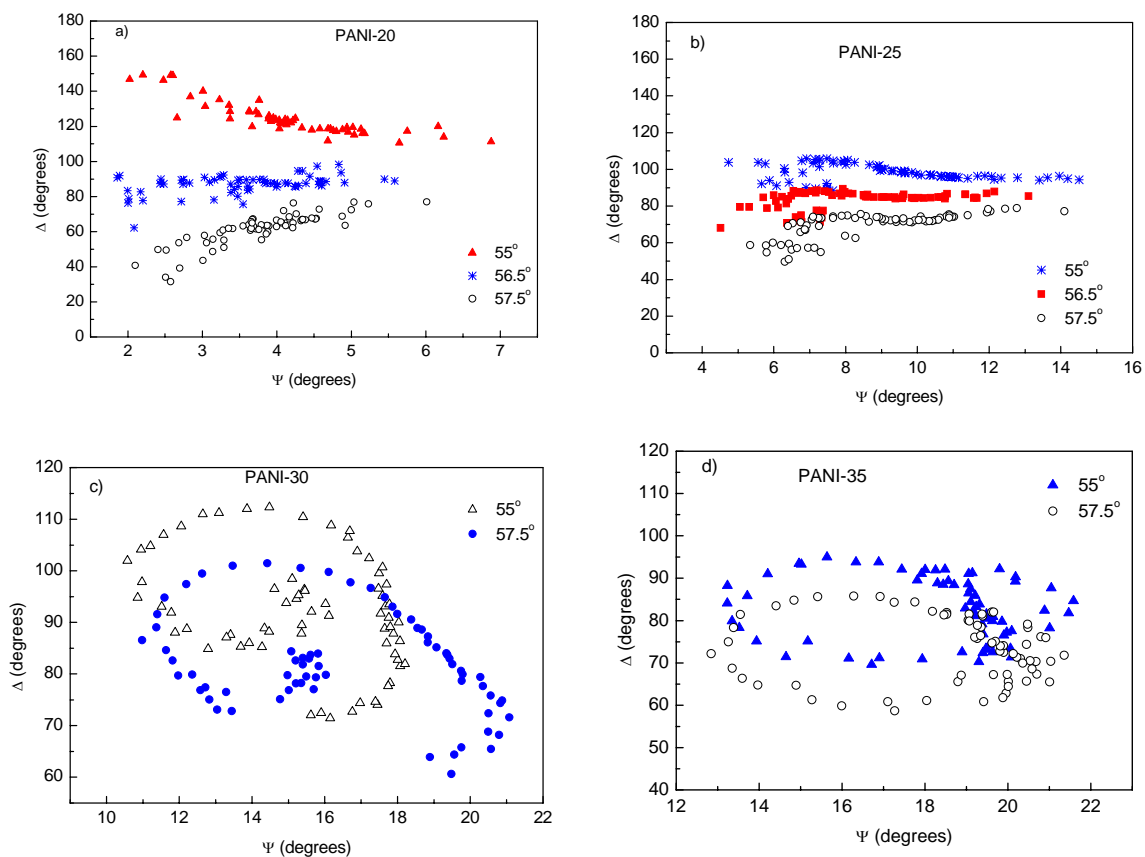 a) PANI-20
180
160
140
120
100
80
60
40
20
0
Δ (degrees)
55°
56.5°
57.5°
2 3 4 5 6 7
Ψ (degrees)
b) PANI-25
180
160
140
120
100
80
60
40
20
0
Δ (degrees)
55°
56.5°
57.5°
4 6 8 10 12 14 16
Ψ (degrees)
c) PANI-30
120
110
100
90
80
70
60
Δ (degrees)
55°
57.5°
10 12 14 16 18 20 22
Ψ (degrees)
d) PANI-35
120
110
100
90
80
70
60
50
40
Δ (degrees)
55°
57.5°
12 14 16 18 20 22
Ψ (degrees)